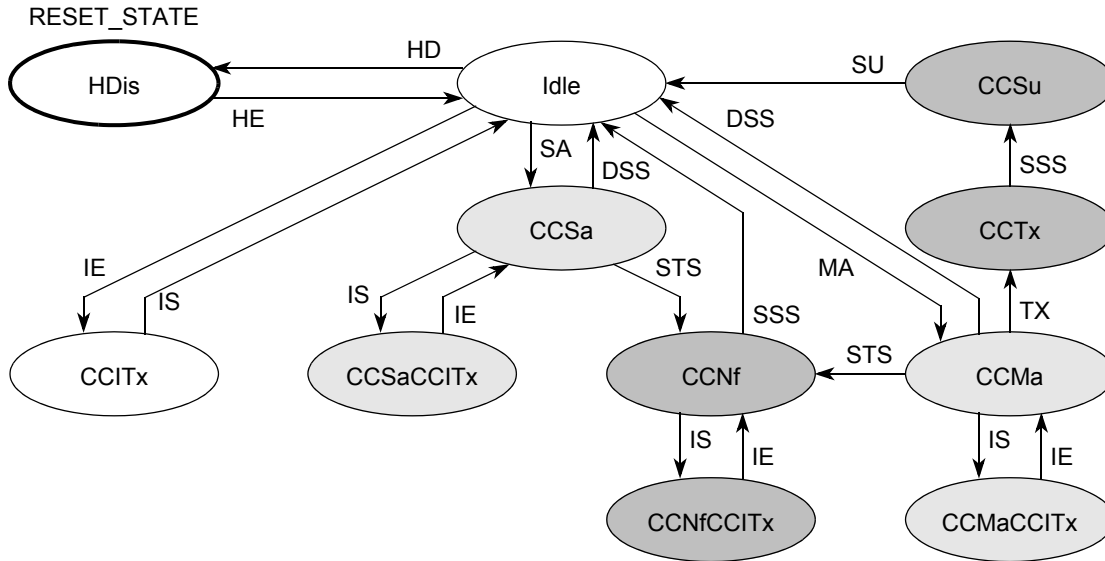 RESET_STATE
HDis
HD
HE
Idle
SU
CCSu
SA
DSS
DSS
SSS
CCSa
CCTx
IE
IS
IS
IE
STS
MA
SSS
TX
STS
CCITx
CCSaCCITx
CCNf
CCMa
IS
IE
IS
IE
CCNfCCITx
CCMaCCITx